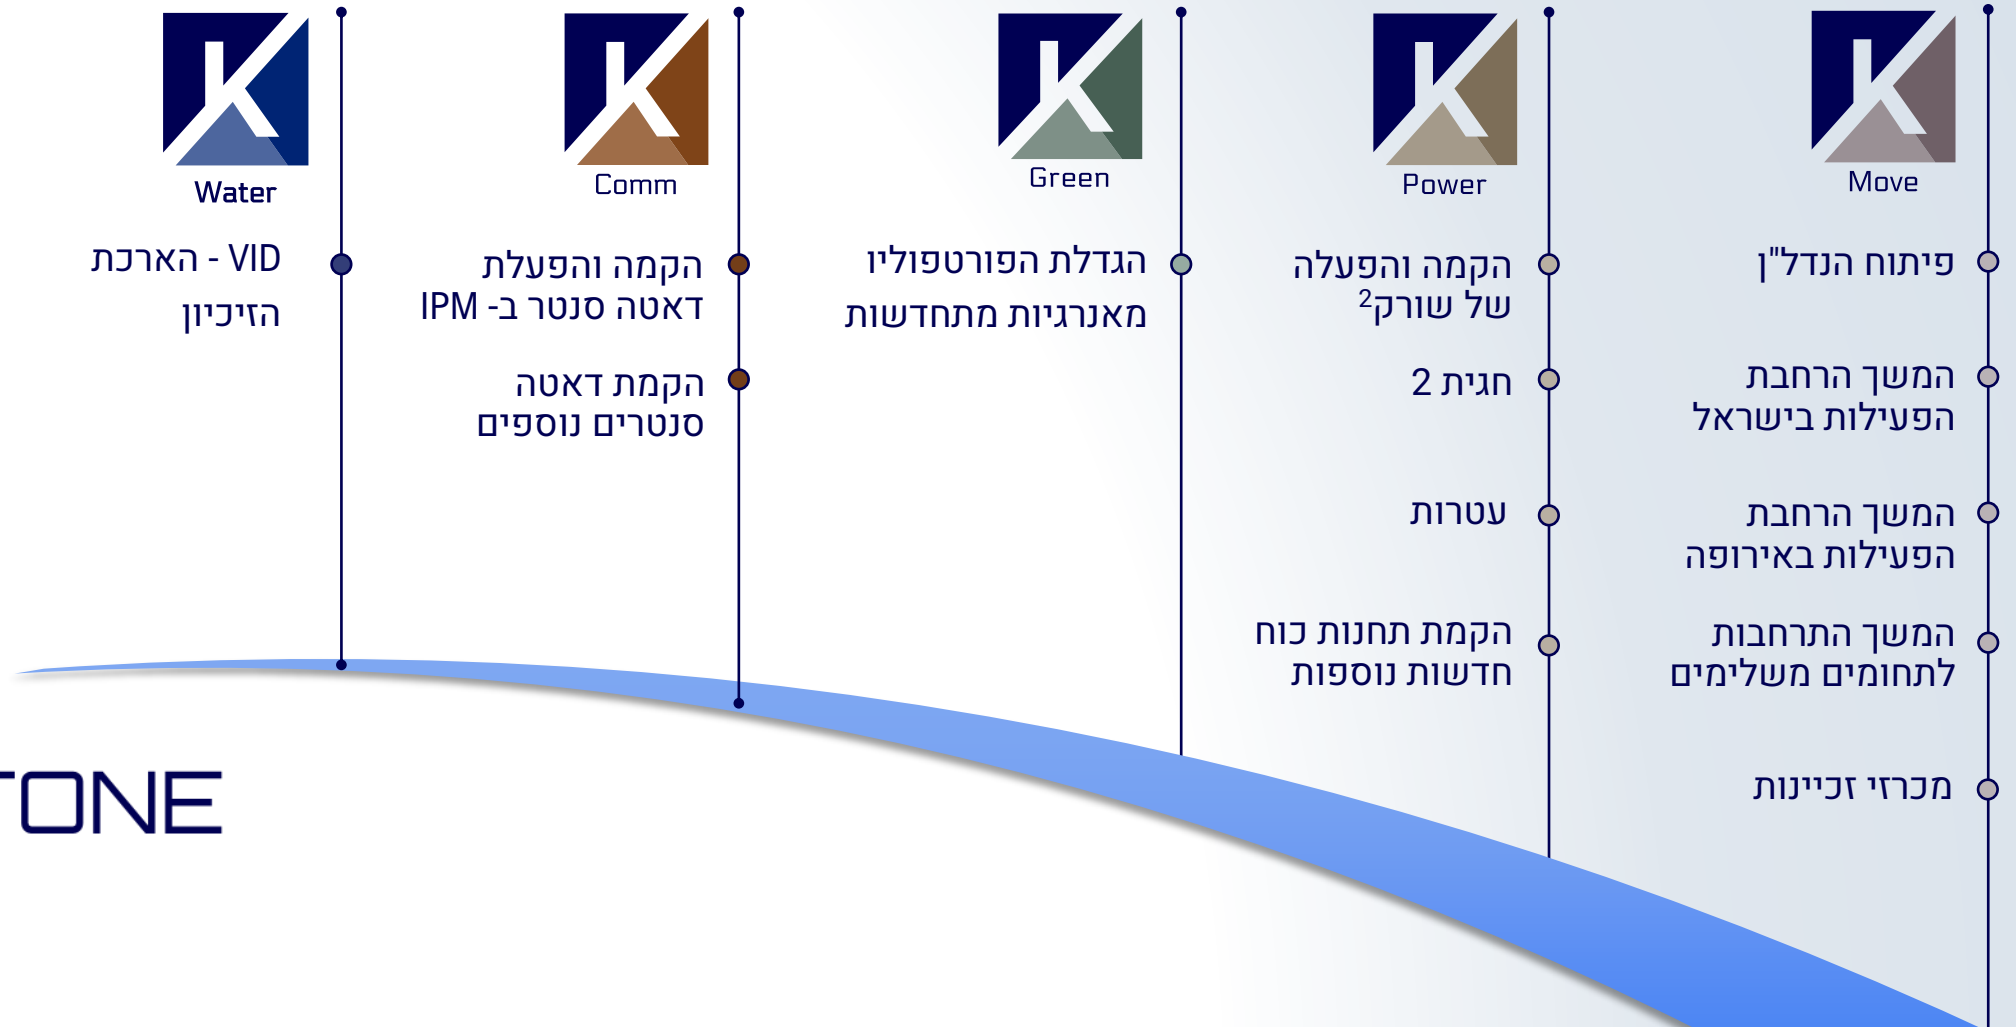 Move
פיתוח הנדל"ן
המשך הרחבת
הפעילות בישראל
המשך הרחבת
הפעילות באירופה
המשך התרחבות
לתחומים משלימים
מכרזי זכיינות
Power
הקמה והפעלה
של שורק²
חגית 2
עטרות
הקמת תחנות כוח
חדשות נוספות
Green
הגדלת הפורטפוליו
מאנרגיות מתחדשות
Comm
הקמה והפעלת
דאטה סנטר ב- IPM
הקמת דאטה
סנטרים נוספים
Water
VID - הארכת
הזיכיון
TONE